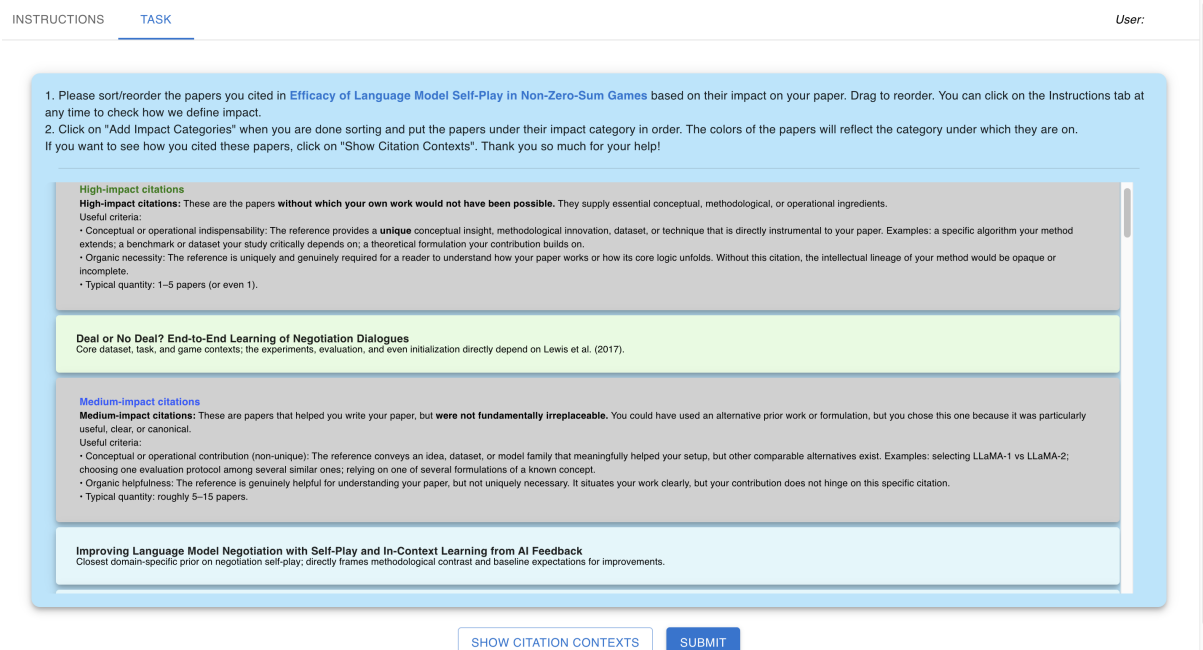 INSTRUCTIONS
TASK
User:
1. Please sort/reorder the papers you cited in Efficacy of Language Model Self-Play in Non-Zero-Sum Games based on their impact on your paper. Drag to reorder. You can click on the Instructions tab at
any time to check how we define impact.
2. Click on "Add Impact Categories" when you are done sorting and put the papers under their impact category in order. The colors of the papers will reflect the category under which they are on.
If you want to see how you cited these papers, click on "Show Citation Contexts". Thank you so much for your help!
High-impact citations
High-impact citations: These are the papers without which your own work would not have been possible. They supply essential conceptual, methodological, or operational ingredients.
Useful criteria:
• Conceptual or operational indispensability: The reference provides a unique conceptual insight, methodological innovation, dataset, or technique that is directly instrumental to your paper. Examples: a specific algorithm your method
extends; a benchmark or dataset your study critically depends on; a theoretical formulation your contribution builds on.
• Organic necessity: The reference is uniquely and genuinely required for a reader to understand how your paper works or how its core logic unfolds. Without this citation, the intellectual lineage of your method would be opaque or
incomplete.
• Typical quantity: 1–5 papers (or even 1).
Deal or No Deal? End-to-End Learning of Negotiation Dialogues
Core dataset, task, and game contexts; the experiments, evaluation, and even initialization directly depend on Lewis et al. (2017).
Medium-impact citations
Medium-impact citations: These are papers that helped you write your paper, but were not fundamentally irreplaceable. You could have used an alternative prior work or formulation, but you chose this one because it was particularly
useful, clear, or canonical.
Useful criteria:
• Conceptual or operational contribution (non-unique): The reference conveys an idea, dataset, or model family that meaningfully helped your setup, but other comparable alternatives exist. Examples: selecting LLaMA-1 vs LLaMA-2;
choosing one evaluation protocol among several similar ones; relying on one of several formulations of a known concept.
• Organic helpfulness: The reference is genuinely helpful for understanding your paper, but not uniquely necessary. It situates your work clearly, but your contribution does not hinge on this specific citation.
• Typical quantity: roughly 5–15 papers.
Improving Language Model Negotiation with Self-Play and In-Context Learning from AI Feedback
Closest domain-specific prior on negotiation self-play; directly frames methodological contrast and baseline expectations for improvements.
SHOW CITATION CONTEXTS
SUBMIT